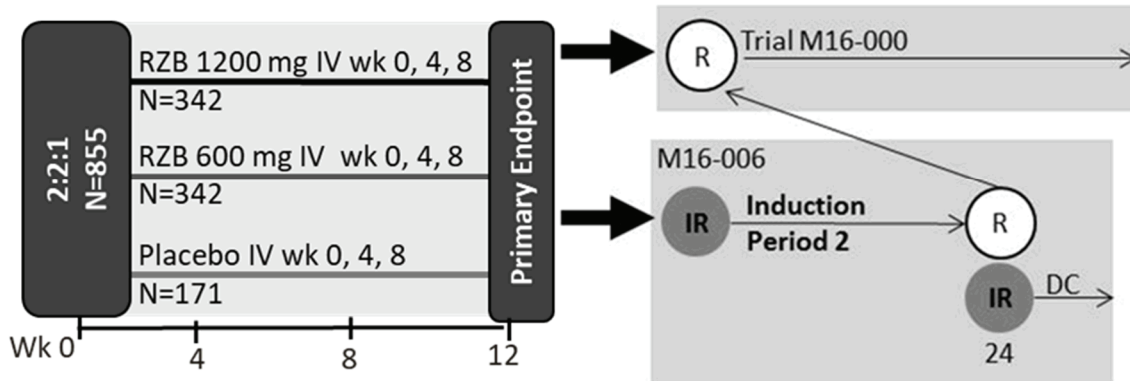 2:2:1
N=855
RZB 1200 mg IV wk 0, 4, 8
N=342
RZB 600 mg IV wk 0, 4, 8
N=342
Placebo IV wk 0, 4, 8
N=171
Primary Endpoint
Wk 0
4
8
12
R
Trial M16-000
M16-006
IR
Induction
Period 2
R
IR
DC
24